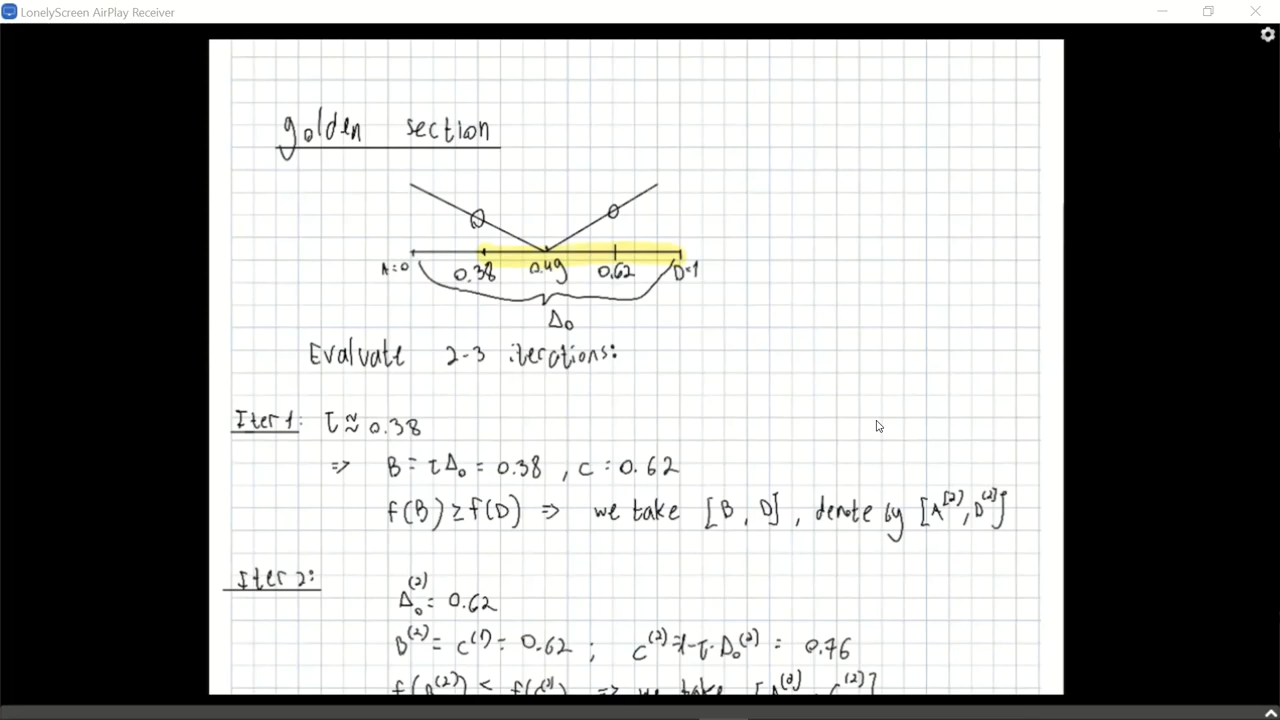 LonelyScreen AirPlay Receiver
golden section
A=0 0.38 0.49 0.62 D=1
Δ₀
Evaluate 2-3 iterations:
Iter 1: τ ≈ 0.38
=> B = τΔ₀ = 0.38 , C = 0.62
f(B) ≥ f(D) => we take [B, D], denote by [A⁽²⁾, D⁽²⁾]
Iter 2:
Δ₀⁽²⁾ = 0.62
B⁽²⁾ = C⁽¹⁾ = 0.62 ; C⁽²⁾ = 1-τ·Δ₀⁽²⁾ = 0.76
=> we take